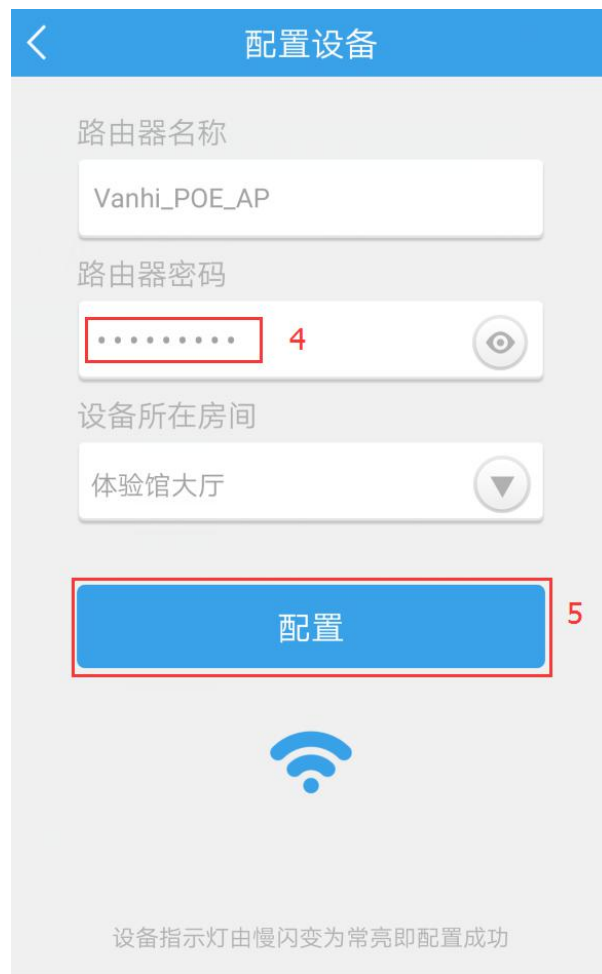 配置设备
路由器名称
Vanhi_POE_AP
路由器密码
••••••••• 4
设备所在房间
体验馆大厅
配置 5
设备指示灯由慢闪变为常亮即配置成功